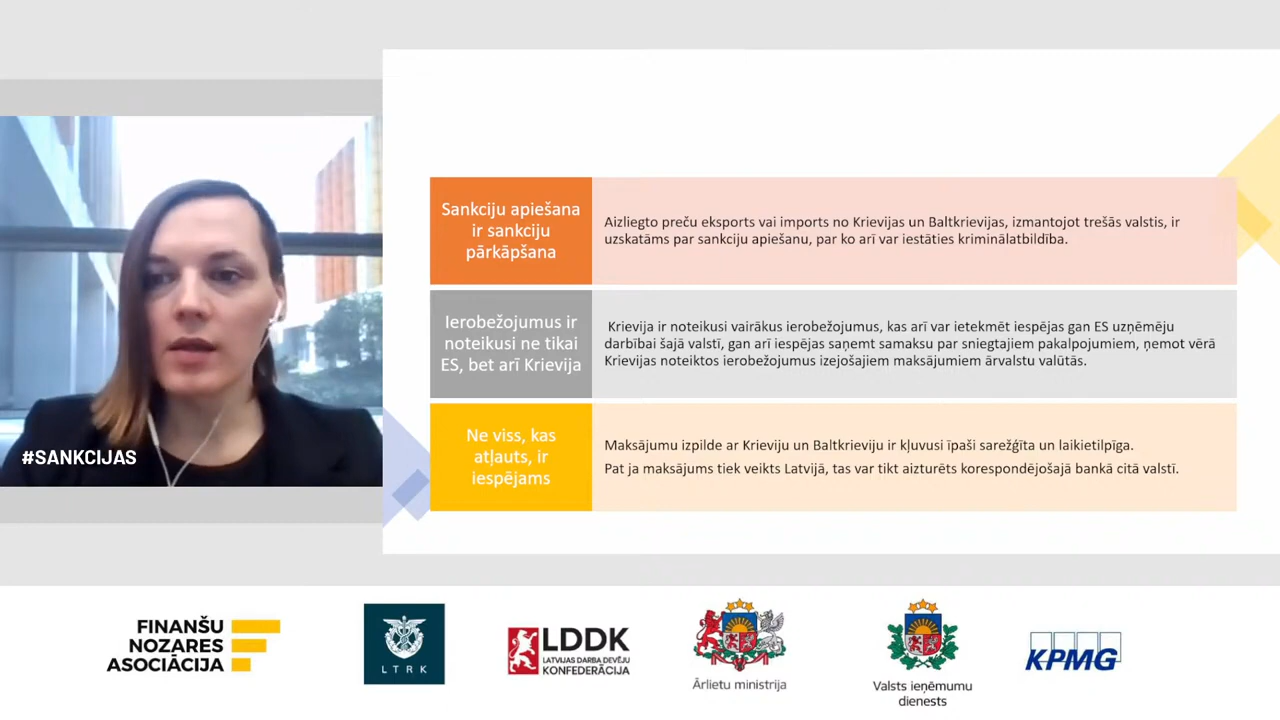 #SANKCIJAS
Sankciju apiešana
ir sankciju
pārkāpšana
Aizliegto preču eksports vai imports no Krievijas un Baltkrievijas, izmantojot trešās valstis, ir
uzskatāms par sankciju apiešanu, par ko arī var iestāties kriminālatbildība.
Ierobežojumus ir
noteikusi ne tikai
ES, bet arī Krievija
Krievija ir noteikusi vairākus ierobežojumus, kas arī var ietekmēt iespējas gan ES uzņēmēju
darbībai šajā valstī, gan arī iespējas saņemt samaksu par sniegtajiem pakalpojumiem, ņemot vērā
Krievijas noteiktos ierobežojumus izejošajiem maksājumiem ārvalstu valūtās.
Ne viss, kas
atļauts, ir
iespējams
Maksājumu izpilde ar Krieviju un Baltkrieviju ir kļuvusi īpaši sarežģīta un laikietilpīga.
Pat ja maksājums tiek veikts Latvijā, tas var tikt aizturēts korespondējošajā bankā citā valstī.
FINANŠU
NOZARES
ASOCIĀCIJA
LTRK
LDDK
LATVIJAS DARBA DEVĒJU
KONFEDERĀCIJA
Ārlietu ministrija
Valsts ieņēmumu
dienests
KPMG